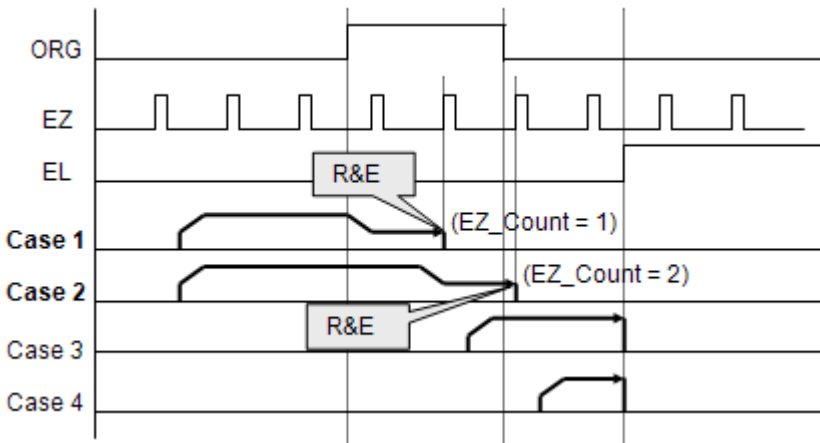 ORG
EZ
EL
R&E
Case 1
(EZ_Count = 1)
Case 2
(EZ_Count = 2)
R&E
Case 3
Case 4